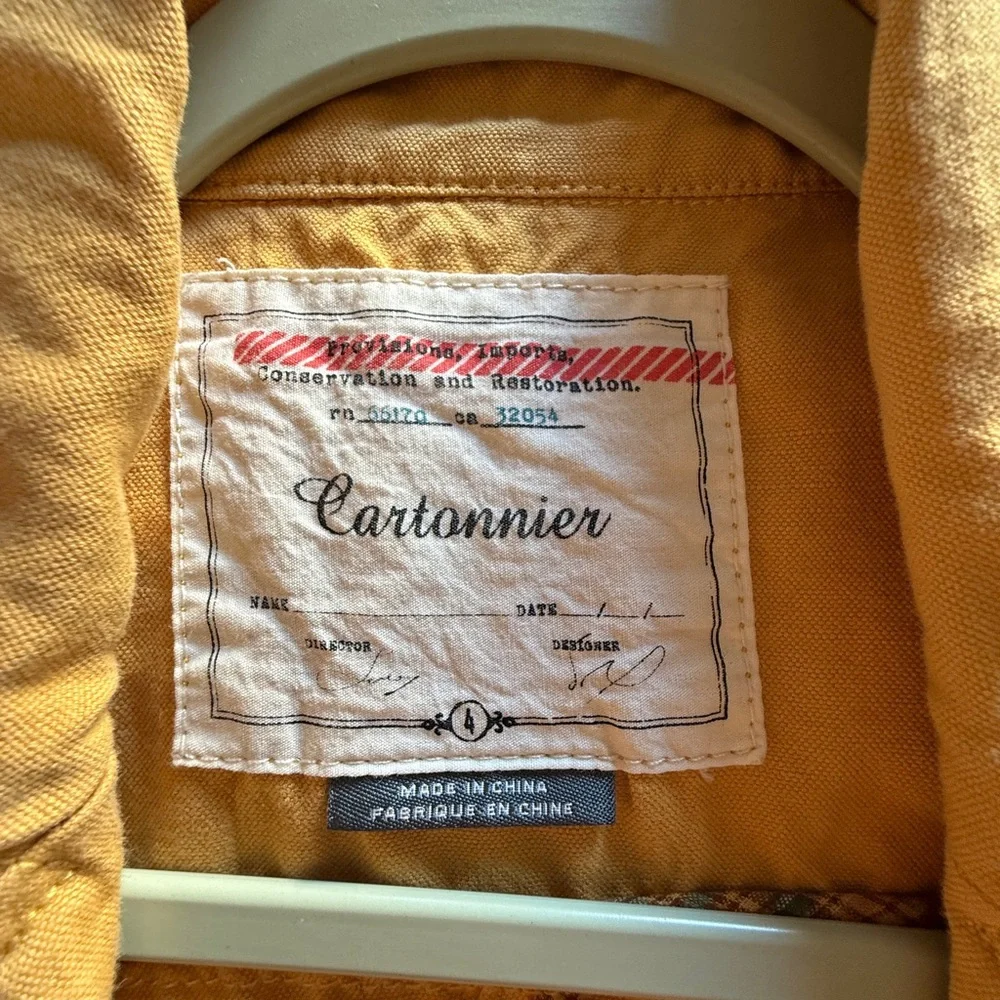 Provisions, Imports,
Conservation and Restoration.
rn 66170 ca 32054
Cartonnier
NAME DATE / /
DIRECTOR DESIGNER
4
MADE IN CHINA
FABRIQUE EN CHINE